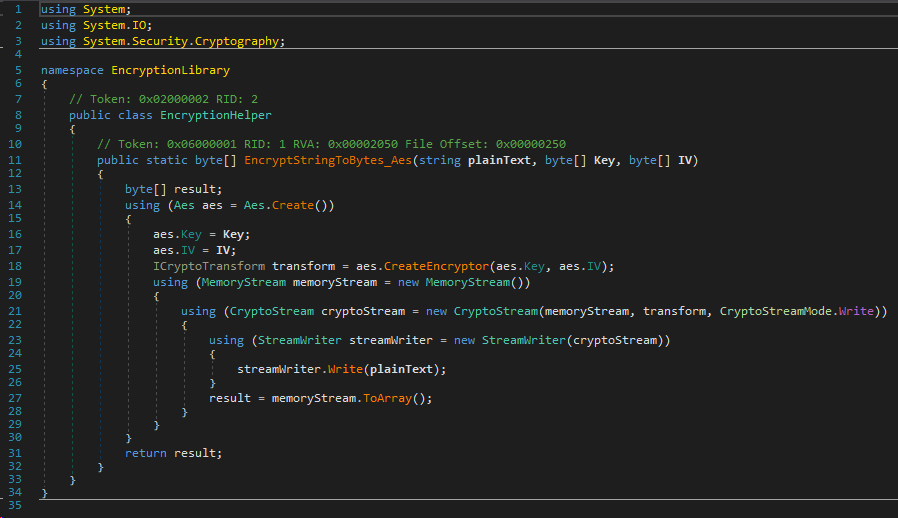 1 using System;
2 using System.IO;
3 using System.Security.Cryptography;
4
5 namespace EncryptionLibrary
6 {
7     // Token: 0x02000002 RID: 2
8     public class EncryptionHelper
9     {
10         // Token: 0x06000001 RID: 1 RVA: 0x00002050 File Offset: 0x00000250
11         public static byte[] EncryptStringToBytes_Aes(string plainText, byte[] Key, byte[] IV)
12         {
13             byte[] result;
14             using (Aes aes = Aes.Create())
15             {
16                 aes.Key = Key;
17                 aes.IV = IV;
18                 ICryptoTransform transform = aes.CreateEncryptor(aes.Key, aes.IV);
19                 using (MemoryStream memoryStream = new MemoryStream())
20                 {
21                     using (CryptoStream cryptoStream = new CryptoStream(memoryStream, transform, CryptoStreamMode.Write))
22                     {
23                         using (StreamWriter streamWriter = new StreamWriter(cryptoStream))
24                         {
25                             streamWriter.Write(plainText);
26                         }
27                         result = memoryStream.ToArray();
28                     }
29                 }
30             }
31             return result;
32         }
33     }
34 }
35